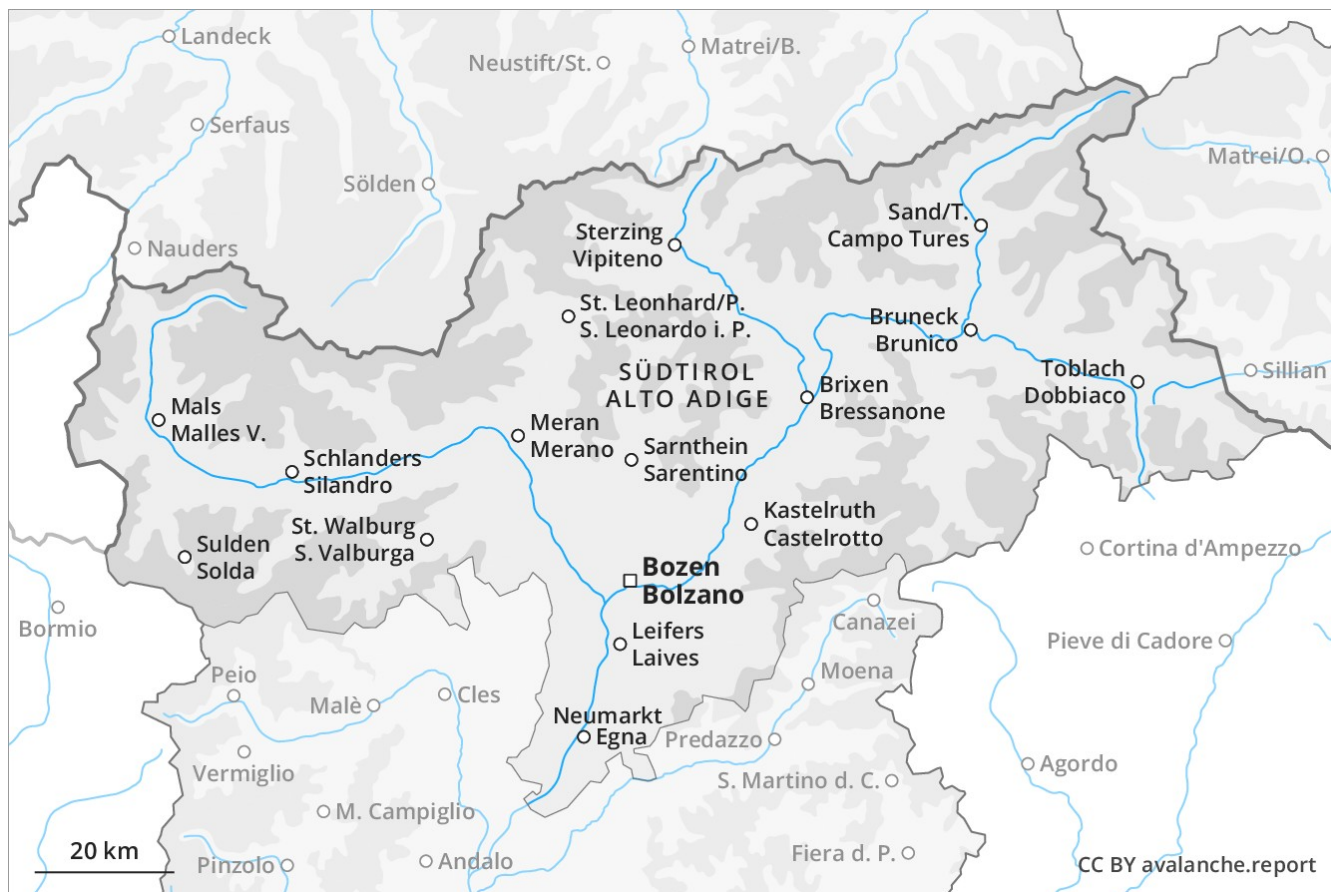 Landeck
Matrei/B.
Neustift/St.
Serfaus
Matrei/O.
Sölden
Sand/T.
Campo Tures
Sterzing
Vipiteno
Nauders
St. Leonhard/P.
S. Leonardo i. P.
Bruneck
Brunico
SÜDTIROL
ALTO ADIGE
Toblach
Dobbiaco
Sillian
Brixen
Bressanone
Mals
Malles V.
Meran
Merano
Sarnthein
Sarentino
Schlanders
Silandro
Kastelruth
Castelrotto
St. Walburg
S. Valburga
Sulden
Solda
Cortina d'Ampezzo
Bozen
Bolzano
Bormio
Canazei
Leifers
Laives
Pieve di Cadore
Peio
Moena
Malè
Cles
Neumarkt
Egna
Predazzo
Vermiglio
Agordo
S. Martino d. C.
M. Campiglio
20 km
Pinzolo
Andalo
Fiera d. P.
CC BY avalanche.report